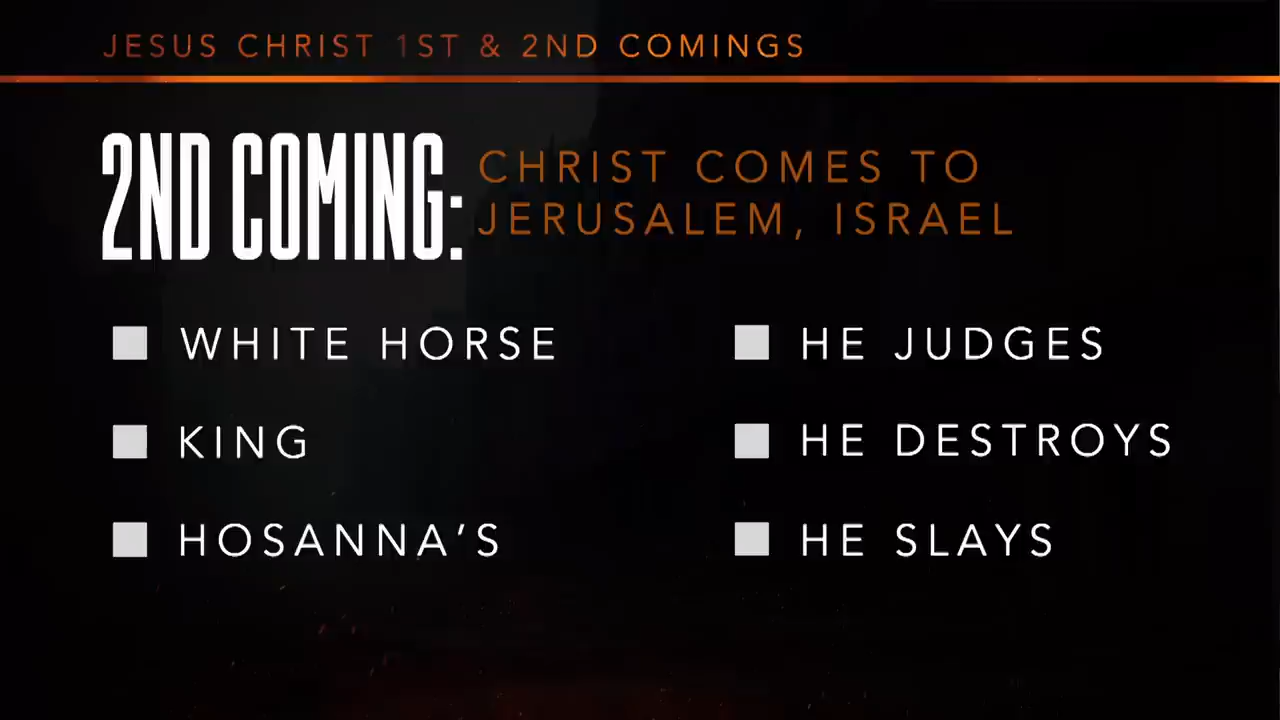 JESUS CHRIST 1ST & 2ND COMINGS
2ND COMING:
CHRIST COMES TO
JERUSALEM, ISRAEL
WHITE HORSE
KING
HOSANNA'S
HE JUDGES
HE DESTROYS
HE SLAYS